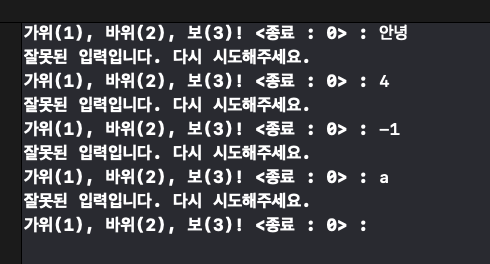 가위(1), 바위(2), 보(3)! <종료 : 0> : 안녕
잘못된 입력입니다. 다시 시도해주세요.
가위(1), 바위(2), 보(3)! <종료 : 0> : 4
잘못된 입력입니다. 다시 시도해주세요.
가위(1), 바위(2), 보(3)! <종료 : 0> : -1
잘못된 입력입니다. 다시 시도해주세요.
가위(1), 바위(2), 보(3)! <종료 : 0> : a
잘못된 입력입니다. 다시 시도해주세요.
가위(1), 바위(2), 보(3)! <종료 : 0> :